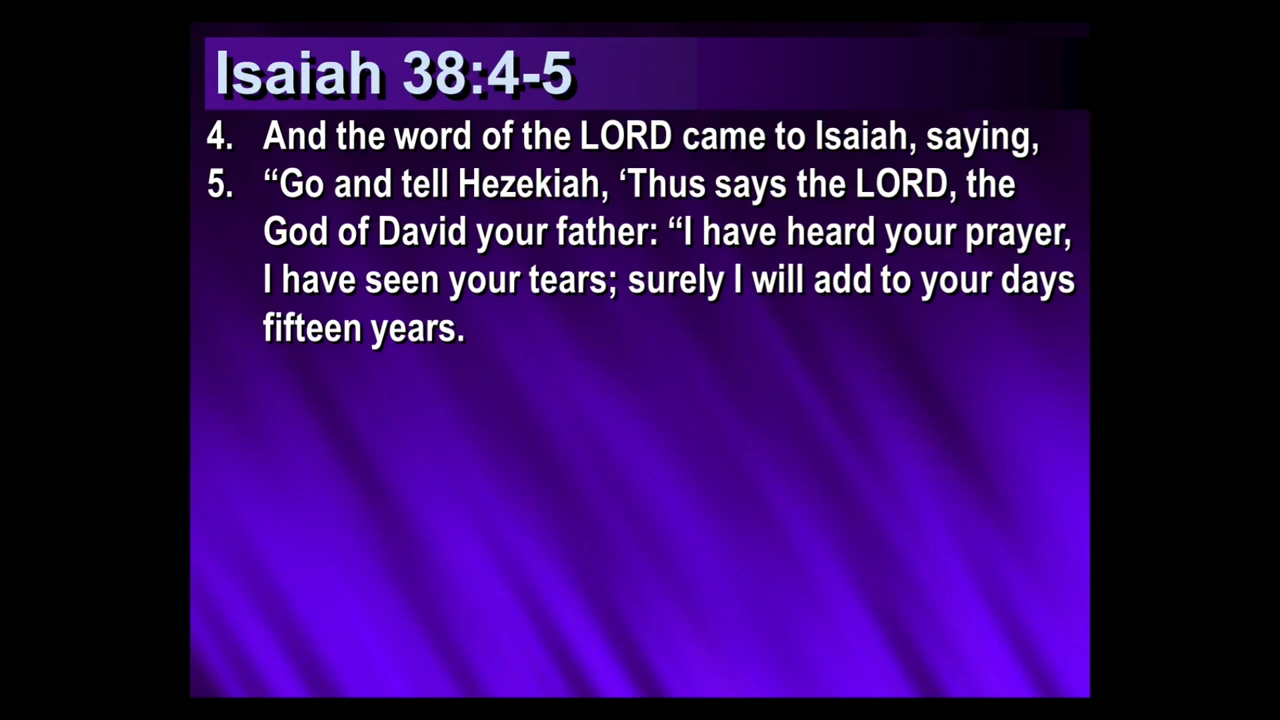 Isaiah 38:4-5
4. And the word of the LORD came to Isaiah, saying,
5. “Go and tell Hezekiah, ‘Thus says the LORD, the
God of David your father: “I have heard your prayer,
I have seen your tears; surely I will add to your days
fifteen years.